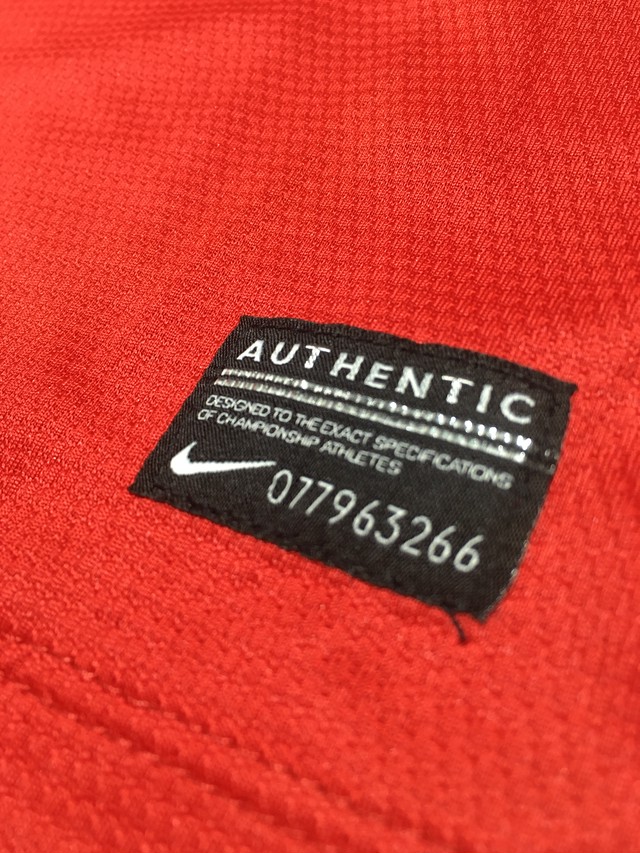 AUTHENTIC
DESIGNED TO THE EXACT SPECIFICATIONS
OF CHAMPIONSHIP ATHLETES
077963266